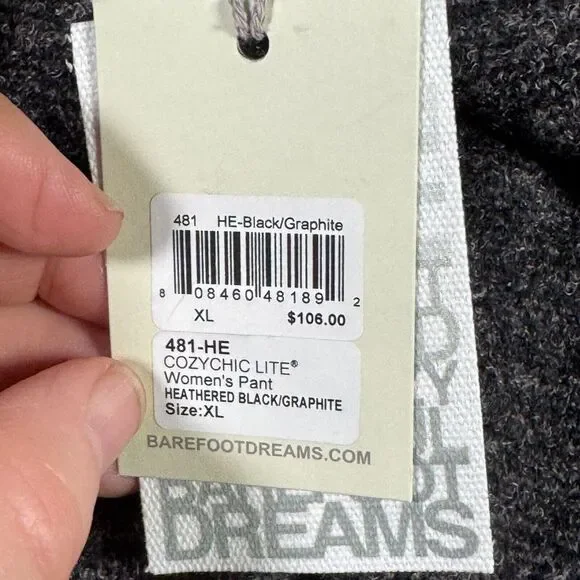 481 HE-Black/Graphite
8 08460 48189 2
XL $106.00
481-HE
COZYCHIC LITE®
Women's Pant
HEATHERED BLACK/GRAPHITE
Size:XL
BAREFOOTDREAMS.COM
DREAMS